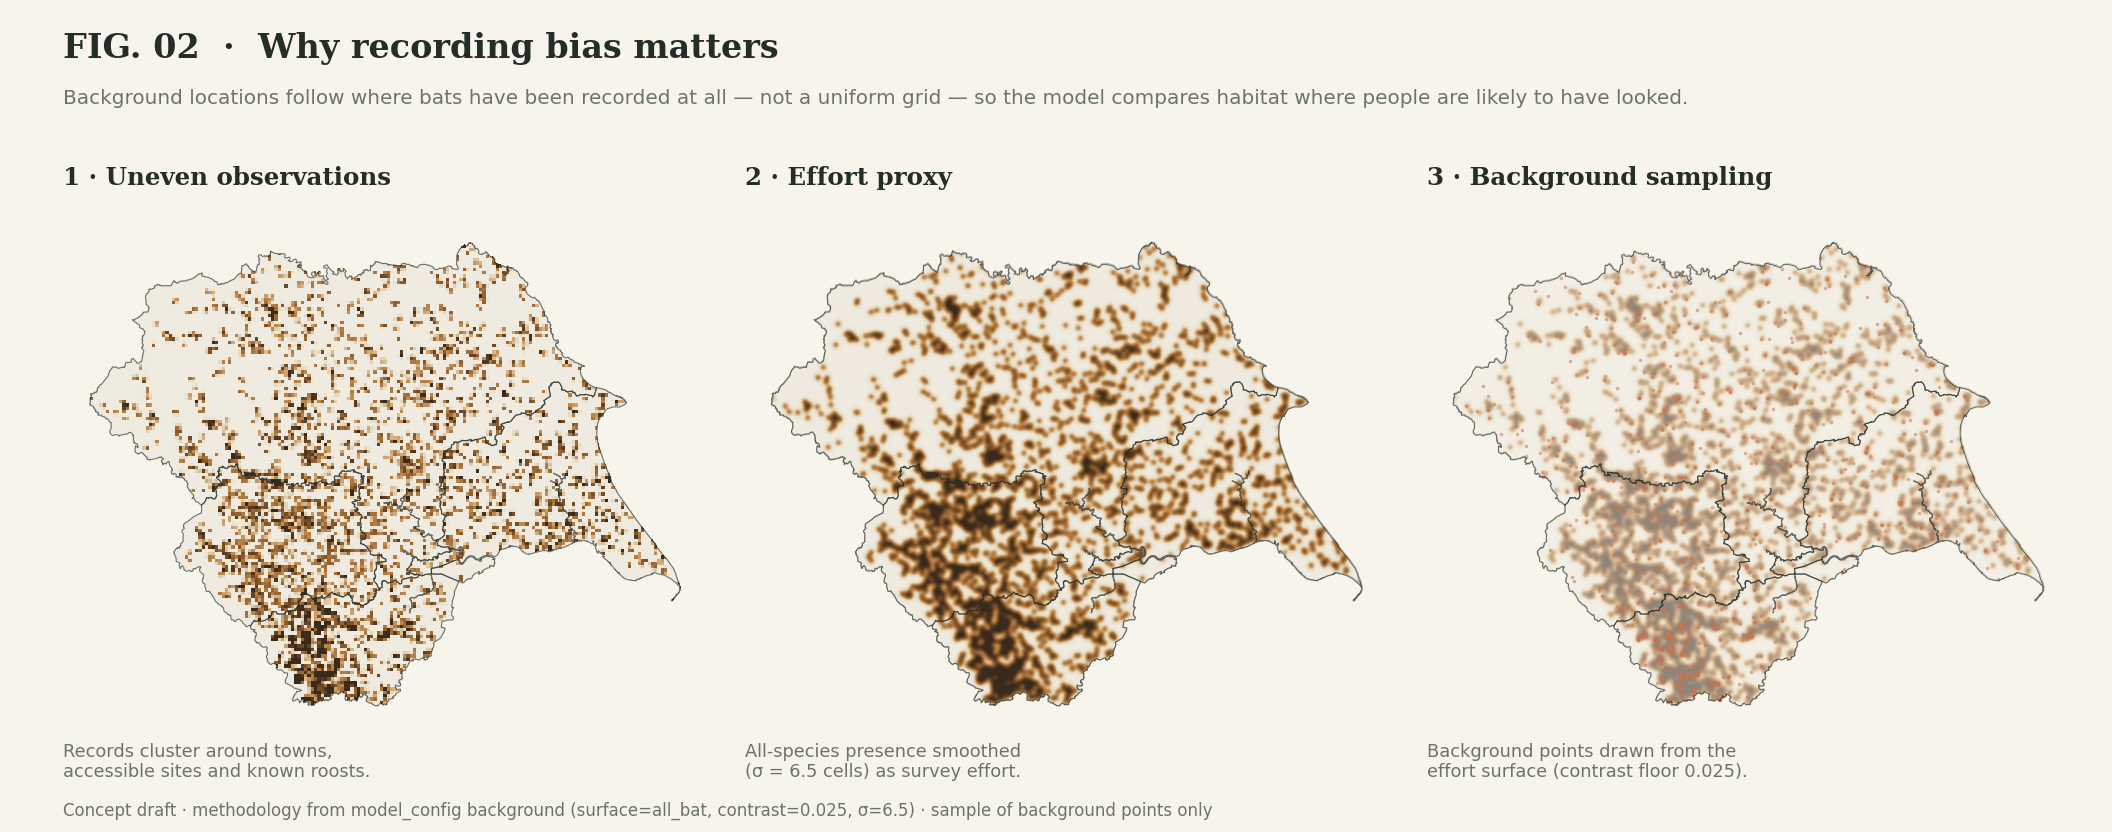 FIG. 02 · Why recording bias matters
Background locations follow where bats have been recorded at all — not a uniform grid — so the model compares habitat where people are likely to have looked.
1 · Uneven observations
2 · Effort proxy
3 · Background sampling
Records cluster around towns,
accessible sites and known roosts.
All-species presence smoothed
(σ = 6.5 cells) as survey effort.
Background points drawn from the
effort surface (contrast floor 0.025).
Concept draft · methodology from model_config background (surface=all_bat, contrast=0.025, σ=6.5) · sample of background points only